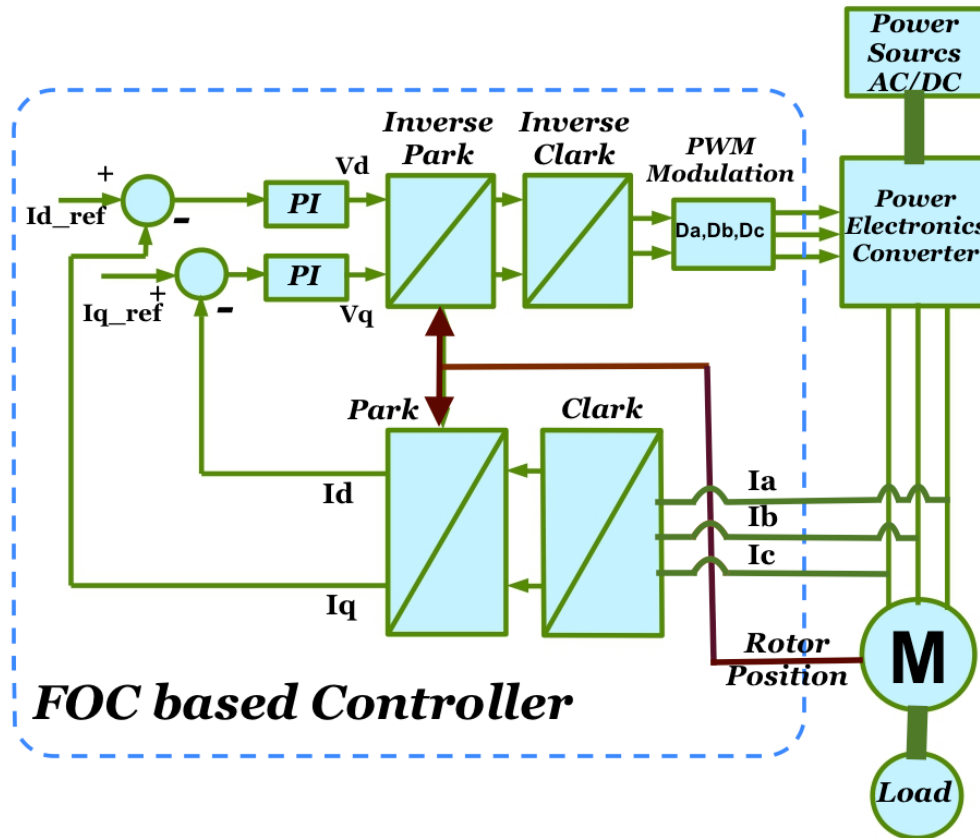 Power
Sourcs
AC/DC
Inverse
Park
Inverse
Clark
PWM
Modulation
Vd
+
-
Id_ref
PI
Da,Db,Dc
Power
Electronics
Converter
+
-
Iq_ref
PI
Vq
Park
Clark
Id
Ia
Ib
Ic
Iq
Rotor
Position
M
FOC based Controller
Load